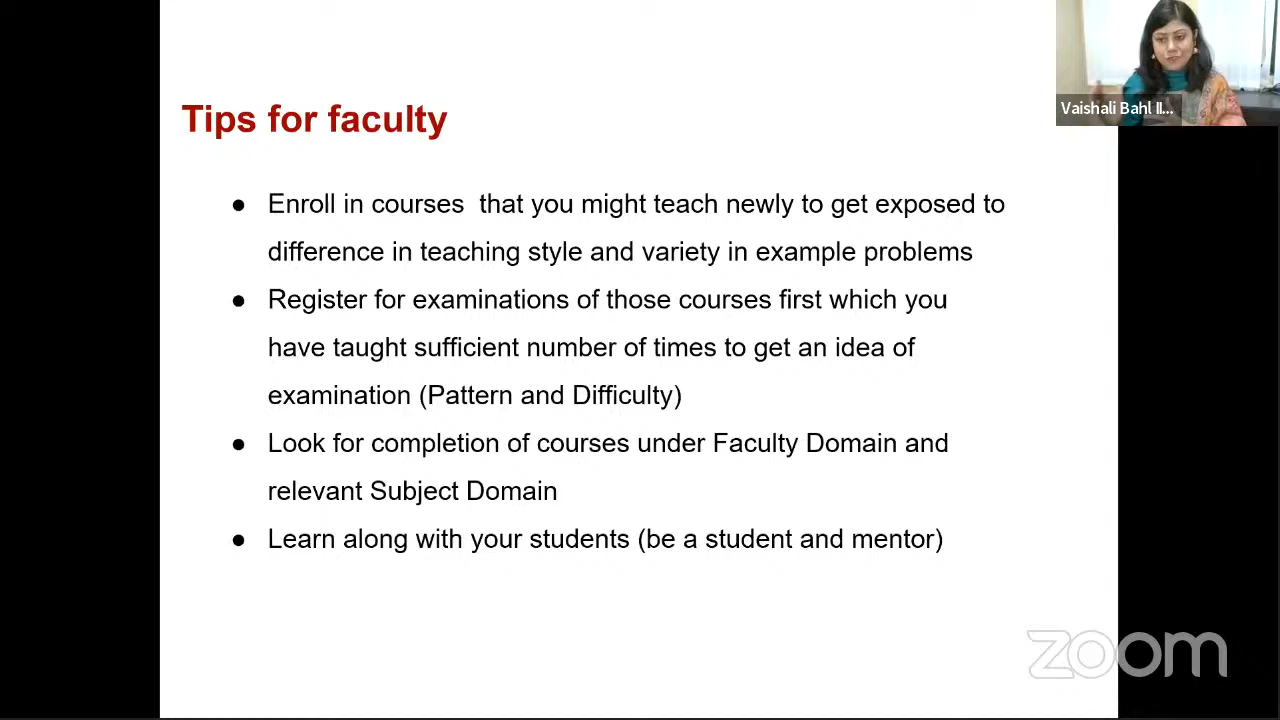 Tips for faculty
Vaishali Bahl II...
● Enroll in courses  that you might teach newly to get exposed to
difference in teaching style and variety in example problems
● Register for examinations of those courses first which you
have taught sufficient number of times to get an idea of
examination (Pattern and Difficulty)
● Look for completion of courses under Faculty Domain and
relevant Subject Domain
● Learn along with your students (be a student and mentor)
zoom